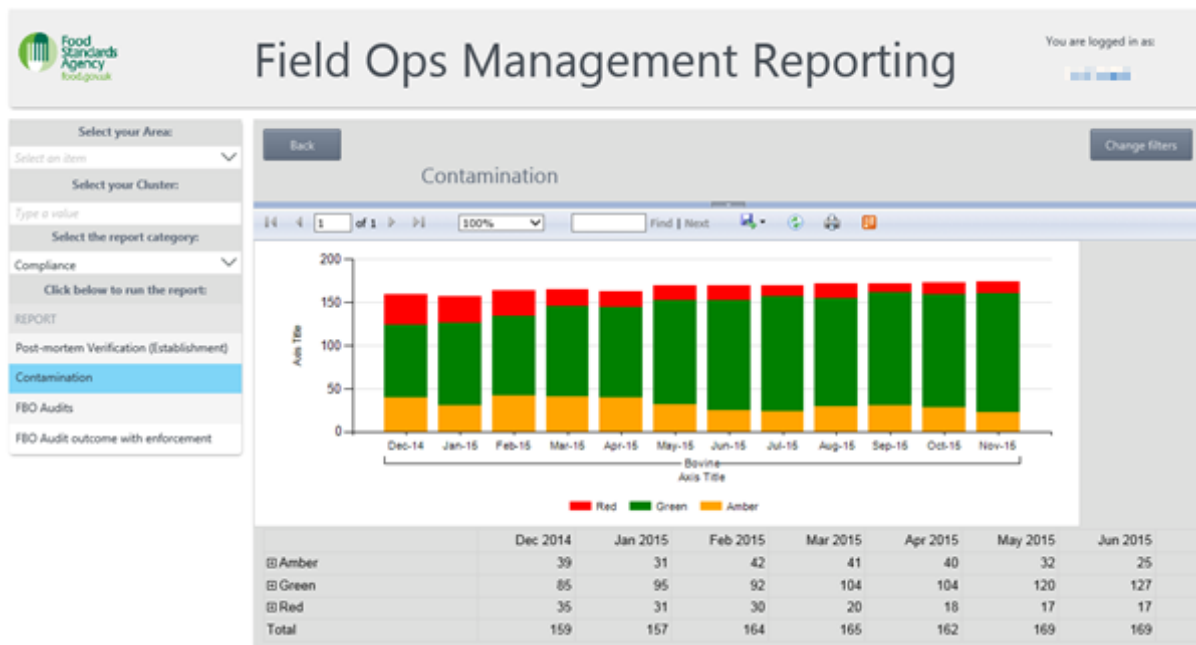 Food
Standards
Agency
food.gov.uk
Field Ops Management Reporting
You are logged in as:
Select your Area:
Select an item
Select your Cluster:
Type a value
Select the report category:
Compliance
Click below to run the report:
REPORT
Post-mortem Verification (Establishment)
Contamination
FBO Audits
FBO Audit outcome with enforcement
Back
Change filters
Contamination
1 of 1 100% Find | Next
200
150
100
50
0
Axis Title
Dec-14 Jan-15 Feb-15 Mar-15 Apr-15 May-15 Jun-15 Jul-15 Aug-15 Sep-15 Oct-15 Nov-15
Bovine
Axis Title
Red Green Amber
Dec 2014 Jan 2015 Feb 2015 Mar 2015 Apr 2015 May 2015 Jun 2015
Amber 39 31 42 41 40 32 25
Green 85 95 92 104 104 120 127
Red 35 31 30 20 18 17 17
Total 159 157 164 165 162 169 169